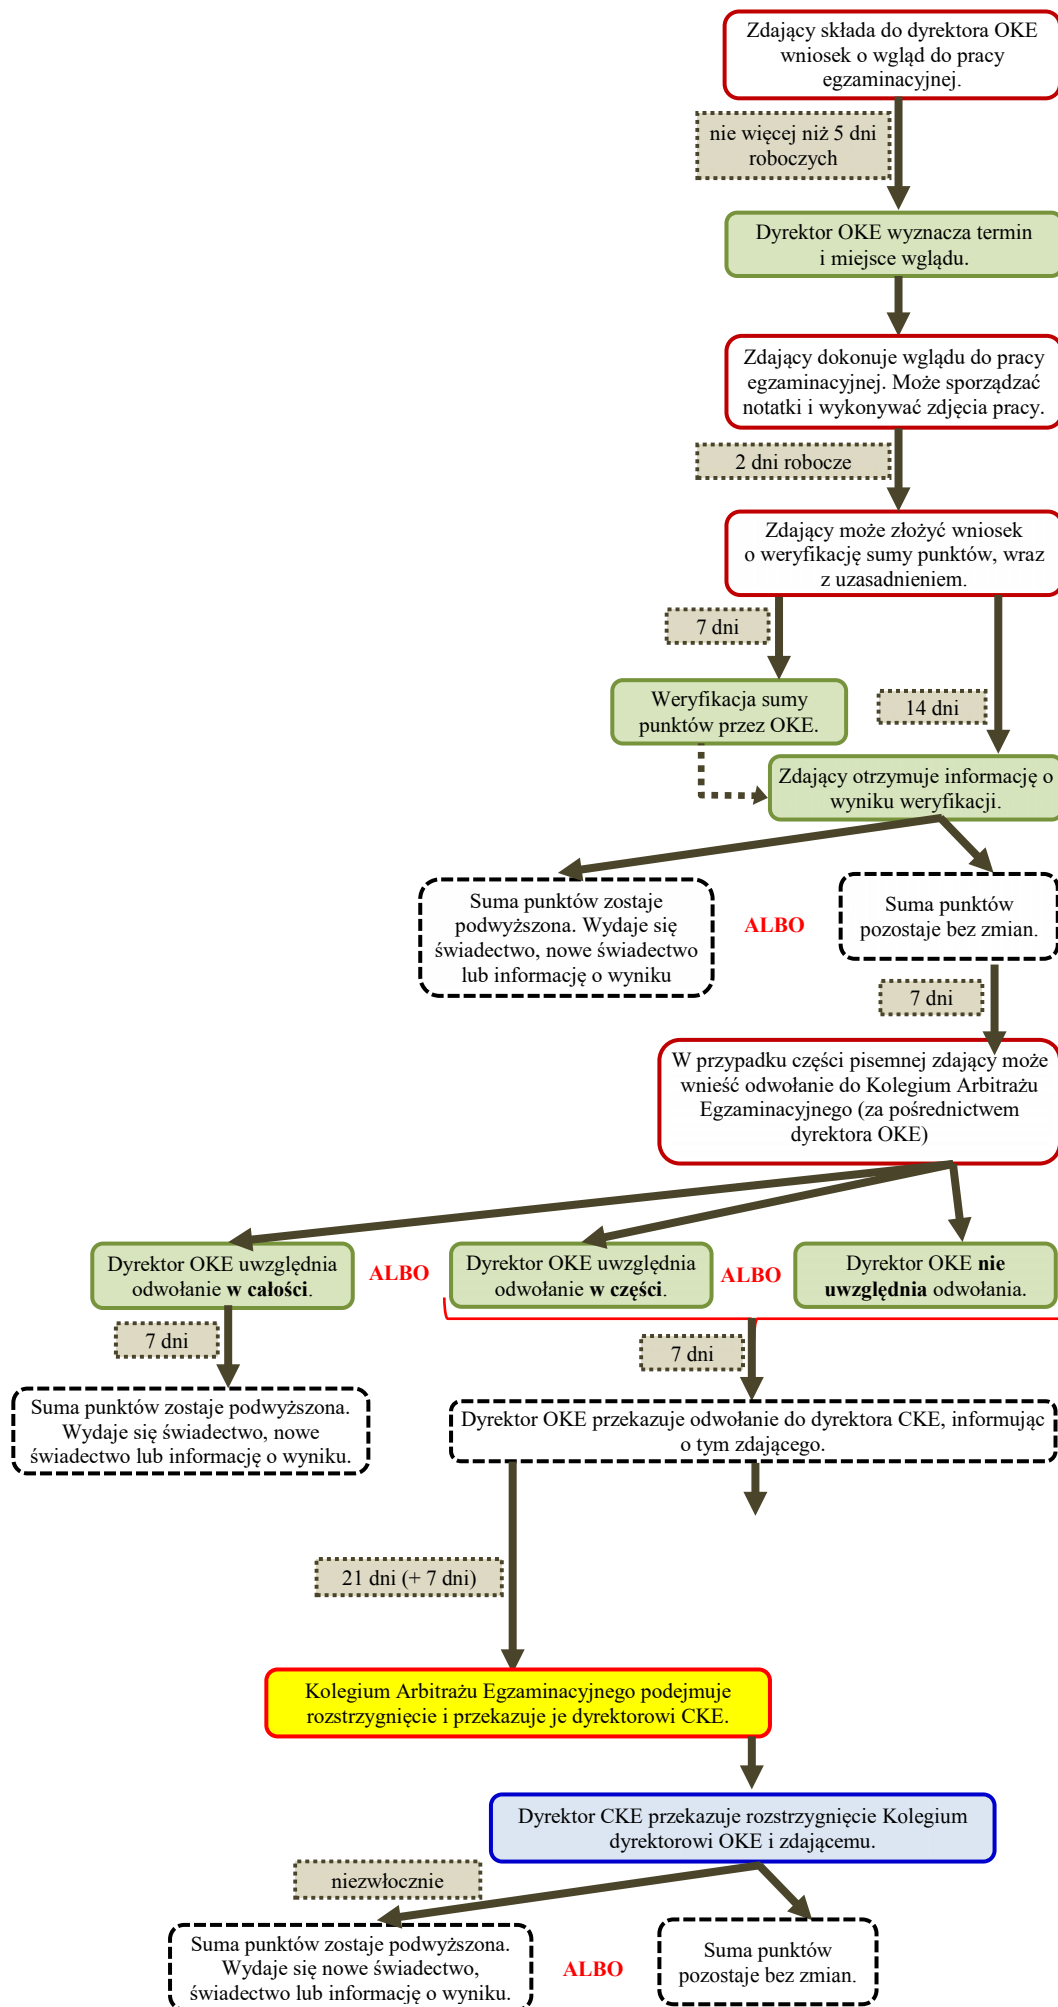 Zdający składa do dyrektora OKE
wniosek o wgląd do pracy
egzaminacyjnej.
nie więcej niż 5 dni
roboczych
Dyrektor OKE wyznacza termin
i miejsce wglądu.
Zdający dokonuje wglądu do pracy
egzaminacyjnej. Może sporządzać
notatki i wykonywać zdjęcia pracy.
2 dni robocze
Zdający może złożyć wniosek
o weryfikację sumy punktów, wraz
z uzasadnieniem.
7 dni
Weryfikacja sumy
punktów przez OKE.
14 dni
Zdający otrzymuje informację o
wyniku weryfikacji.
Suma punktów zostaje
podwyższona. Wydaje się
świadectwo, nowe świadectwo
lub informację o wyniku
ALBO
Suma punktów
pozostaje bez zmian.
7 dni
W przypadku części pisemnej zdający może
wnieść odwołanie do Kolegium Arbitrażu
Egzaminacyjnego (za pośrednictwem
dyrektora OKE)
Dyrektor OKE uwzględnia
odwołanie w całości.
ALBO
Dyrektor OKE uwzględnia
odwołanie w części.
ALBO
Dyrektor OKE nie
uwzględnia odwołania.
7 dni
7 dni
Suma punktów zostaje podwyższona.
Wydaje się świadectwo, nowe
świadectwo lub informację o wyniku.
Dyrektor OKE przekazuje odwołanie do dyrektora CKE, informując
o tym zdającego.
21 dni (+ 7 dni)
Kolegium Arbitrażu Egzaminacyjnego podejmuje
rozstrzygnięcie i przekazuje je dyrektorowi CKE.
Dyrektor CKE przekazuje rozstrzygnięcie Kolegium
dyrektorowi OKE i zdającemu.
niezwłocznie
Suma punktów zostaje podwyższona.
Wydaje się nowe świadectwo,
świadectwo lub informację o wyniku.
ALBO
Suma punktów
pozostaje bez zmian.